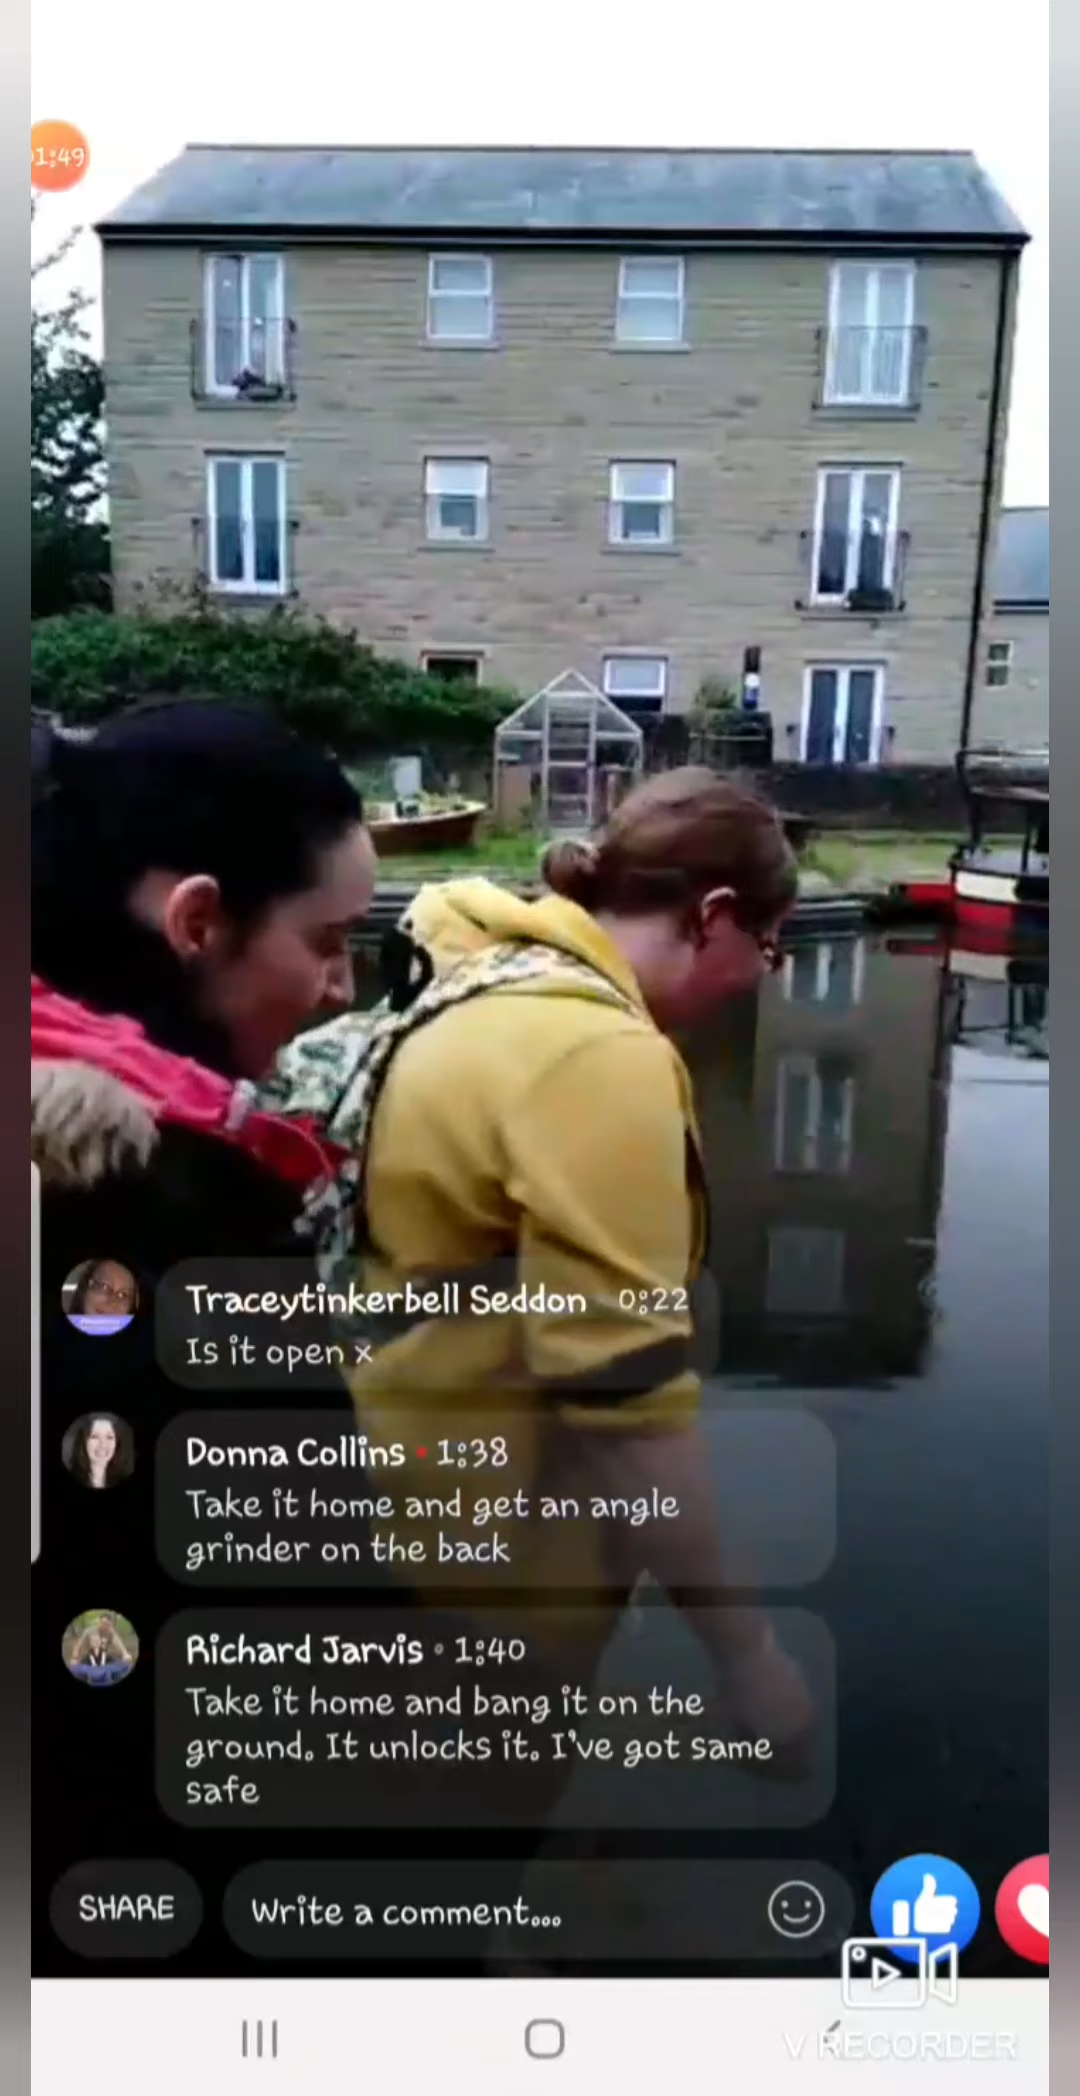 1:49
Traceytinkerbell Seddon 0:22
Is it open x
Donna Collins • 1:38
Take it home and get an angle
grinder on the back
Richard Jarvis • 1:40
Take it home and bang it on the
ground. It unlocks it. I've got same
safe
SHARE
Write a comment...
V RECORDER